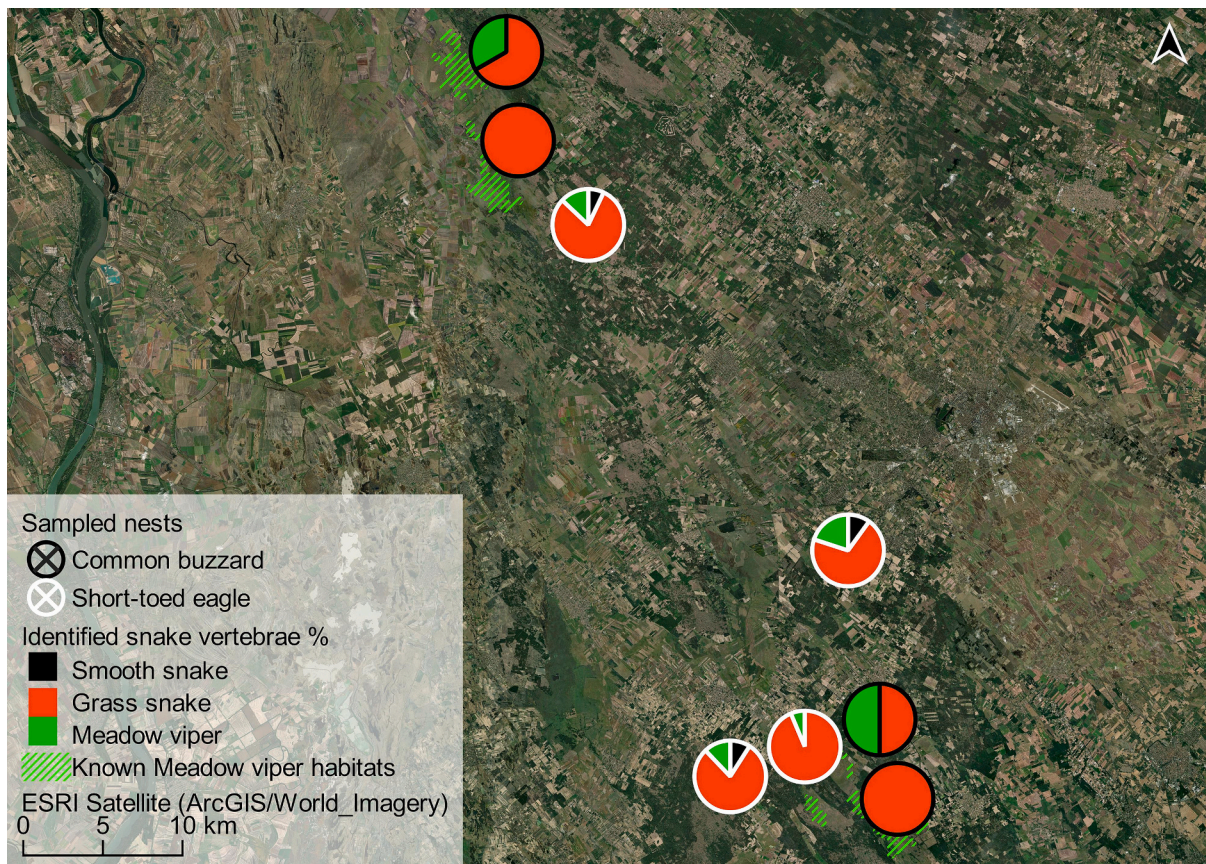 Sampled nests
Common buzzard
Short-toed eagle
Identified snake vertebrae %
Smooth snake
Grass snake
Meadow viper
Known Meadow viper habitats
ESRI Satellite (ArcGIS/World_Imagery)
0 5 10 km